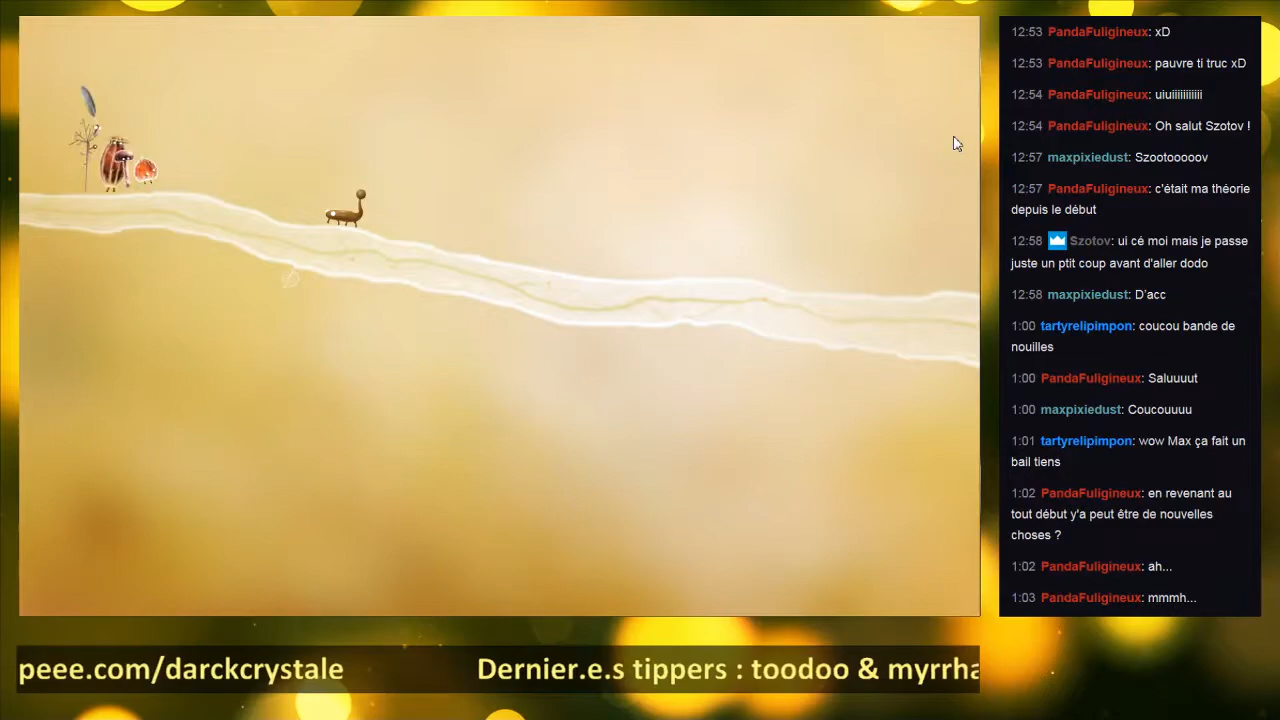 12:53 PandaFuligineux: xD
12:53 PandaFuligineux: pauvre ti truc xD
12:54 PandaFuligineux: uiuiiiiiiiiiii
12:54 PandaFuligineux: Oh salut Szotov !
12:57 maxpixiedust: Szootooooov
12:57 PandaFuligineux: c'était ma théorie
depuis le début
12:58 Szotov: ui cé moi mais je passe
juste un ptit coup avant d'aller dodo
12:58 maxpixiedust: D'acc
1:00 tartyrelipimpon: coucou bande de
nouilles
1:00 PandaFuligineux: Saluuuut
1:00 maxpixiedust: Coucouuuu
1:01 tartyrelipimpon: wow Max ça fait un
bail tiens
1:02 PandaFuligineux: en revenant au
tout début y'a peut être de nouvelles
choses ?
1:02 PandaFuligineux: ah...
1:03 PandaFuligineux: mmmh...
peee.com/darckcrystale Dernier.e.s tippers : toodoo & myrrha